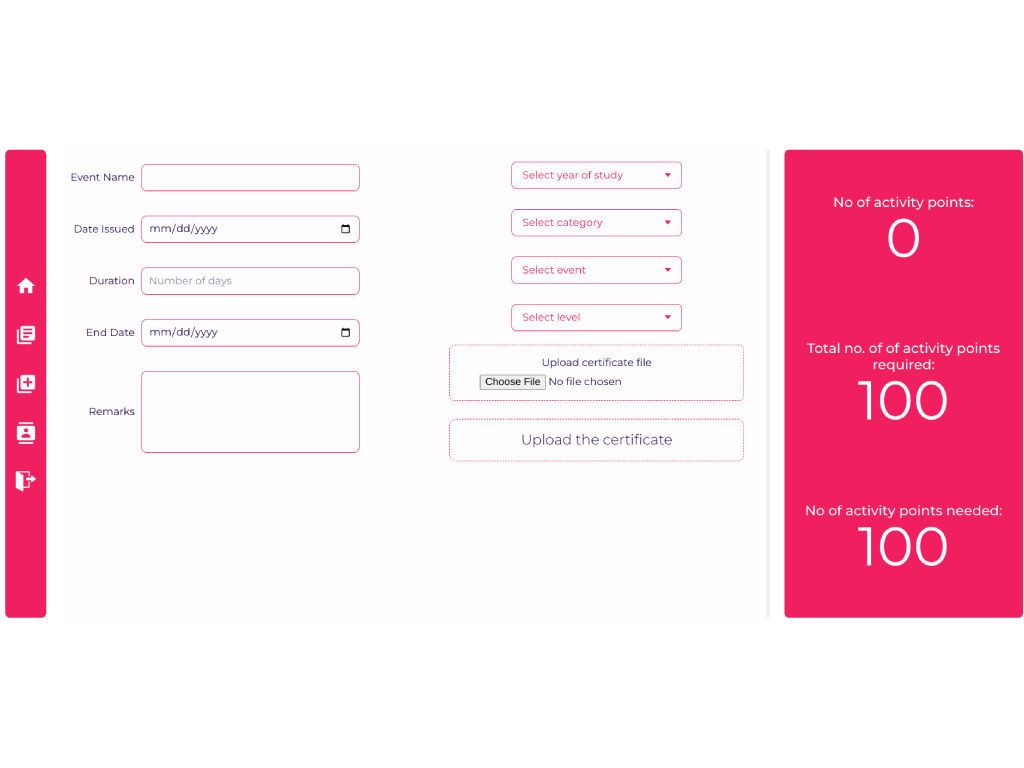 Event Name
Date Issued
mm/dd/yyyy
Duration
Number of days
End Date
mm/dd/yyyy
Remarks
Select year of study
Select category
Select event
Select level
Upload certificate file
Choose File No file chosen
Upload the certificate
No of activity points:
0
Total no. of of activity points
required:
100
No of activity points needed:
100